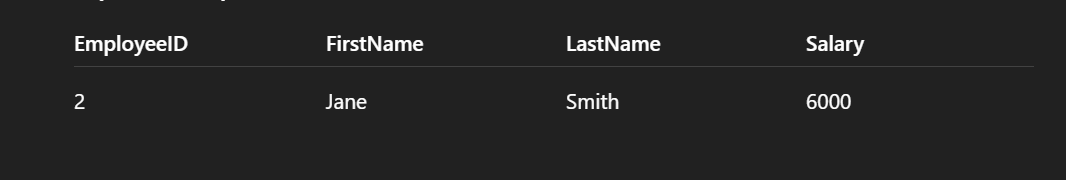 EmployeeID FirstName LastName Salary
2 Jane Smith 6000